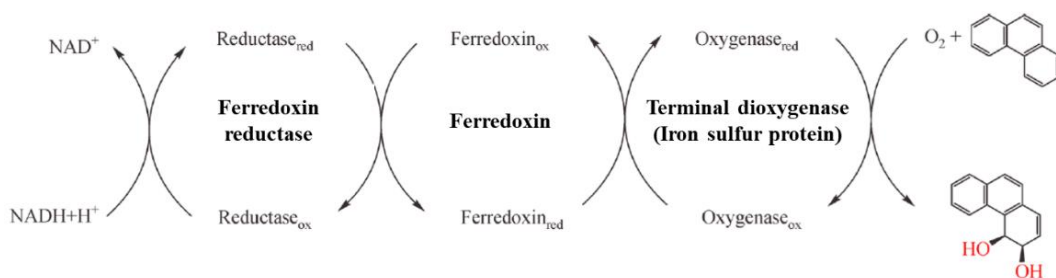 NAD⁺
Reductase_red
Ferredoxin_ox
Oxygenase_red
O₂ +
Ferredoxin
reductase
Ferredoxin
Terminal dioxygenase
(Iron sulfur protein)
NADH+H⁺
Reductase_ox
Ferredoxin_red
Oxygenase_ox
HO
OH